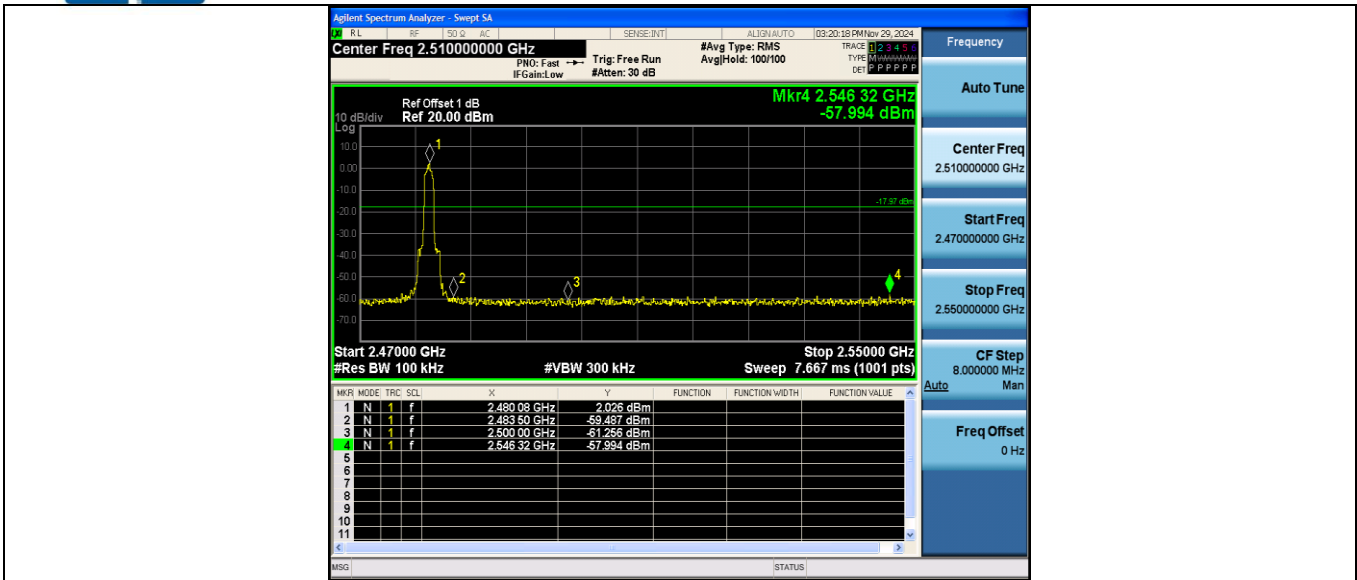 Agilent Spectrum Analyzer - Swept SA
RL RF 50 Ω AC SENSE:INT ALIGNAUTO 03:20:18 PM Nov 29, 2024
Center Freq 2.510000000 GHz
PNO: Fast
IFGain:Low
Trig: Free Run
#Atten: 30 dB
#Avg Type: RMS
Avg|Hold: 100/100
TRACE 1 2 3 4 5 6
TYPE M
DET P P P P P P
Mkr4 2.546 32 GHz
-57.994 dBm
Ref Offset 1 dB
10 dB/div Ref 20.00 dBm
Log
10.0
0.00
-10.0
-20.0
-30.0
-40.0
-50.0
-60.0
-70.0
1
2
3
4
-17.97 dBm
Start 2.47000 GHz Stop 2.55000 GHz
#Res BW 100 kHz #VBW 300 kHz Sweep 7.667 ms (1001 pts)
MKR MODE TRC SCL X Y FUNCTION FUNCTION WIDTH FUNCTION VALUE
1 N 1 f 2.480 08 GHz 2.026 dBm
2 N 1 f 2.483 50 GHz -59.487 dBm
3 N 1 f 2.500 00 GHz -61.256 dBm
4 N 1 f 2.546 32 GHz -57.994 dBm
5
6
7
8
9
10
11
MSG STATUS
Frequency
Auto Tune
Center Freq
2.510000000 GHz
Start Freq
2.470000000 GHz
Stop Freq
2.550000000 GHz
CF Step
8.000000 MHz
Auto Man
Freq Offset
0 Hz